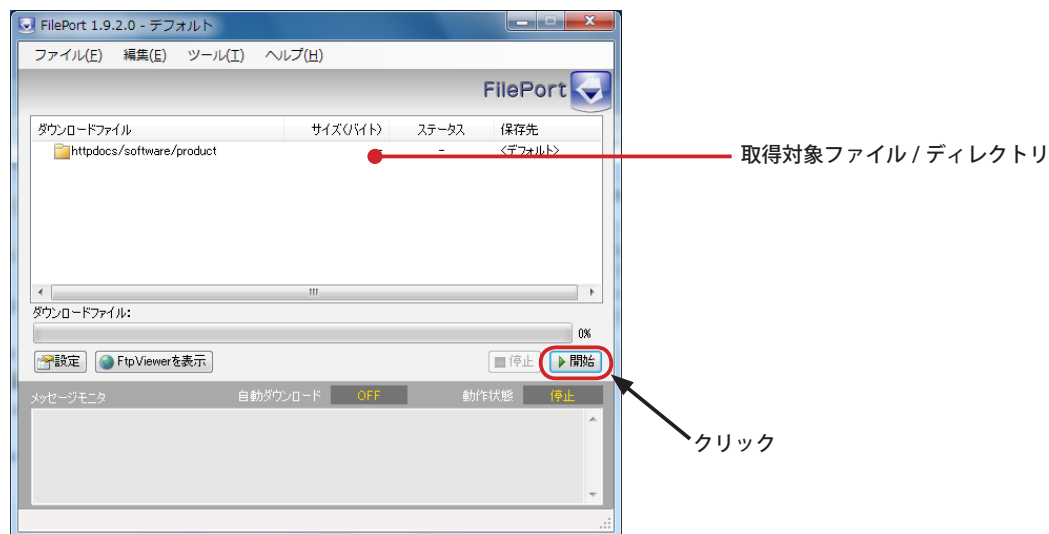 FilePort 1.9.2.0 - デフォルト
ファイル(F) 編集(E) ツール(T) ヘルプ(H)
FilePort
ダウンロードファイル サイズ(バイト) ステータス 保存先
httpdocs/software/product - - <デフォルト>
取得対象ファイル / ディレクトリ
ダウンロードファイル:
0%
設定 FtpViewerを表示 停止 開始
メッセージモニタ 自動ダウンロード OFF 動作状態 停止
クリック